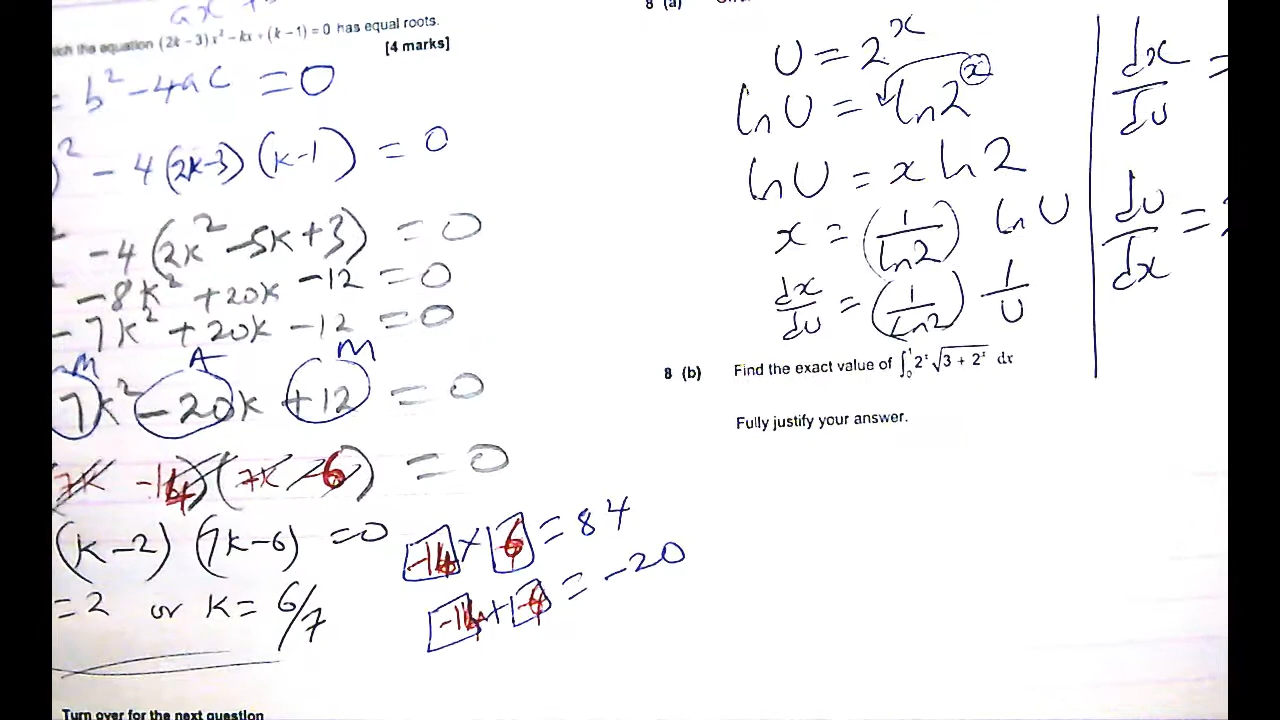 ax +
ich the equation (2k − 3)x² − kx + (k − 1) = 0 has equal roots.
[4 marks]
= b² − 4ac = 0
)² − 4(2k−3)(k−1) = 0
² − 4(2k² − 5k + 3) = 0
² − 8k² + 20k − 12 = 0
− 7k² + 20k − 12 = 0
M A M
7k² − 20k + 12 = 0
(7k − 14)(7k − 6) = 0
(k − 2)(7k − 6) = 0
= 2 or k = 6/7
-14 × -6 = 84
-14 + -6 = -20
Turn over for the next question
8 (a)
U = 2ˣ
ln U = ln 2ˣ
ln U = x ln 2
x = (1/ln2) ln U
dx/du = (1/ln2) 1/U
dx/du =
du/dx =
8 (b) Find the exact value of ∫₀¹ 2ˣ√(3 + 2ˣ) dx
Fully justify your answer.